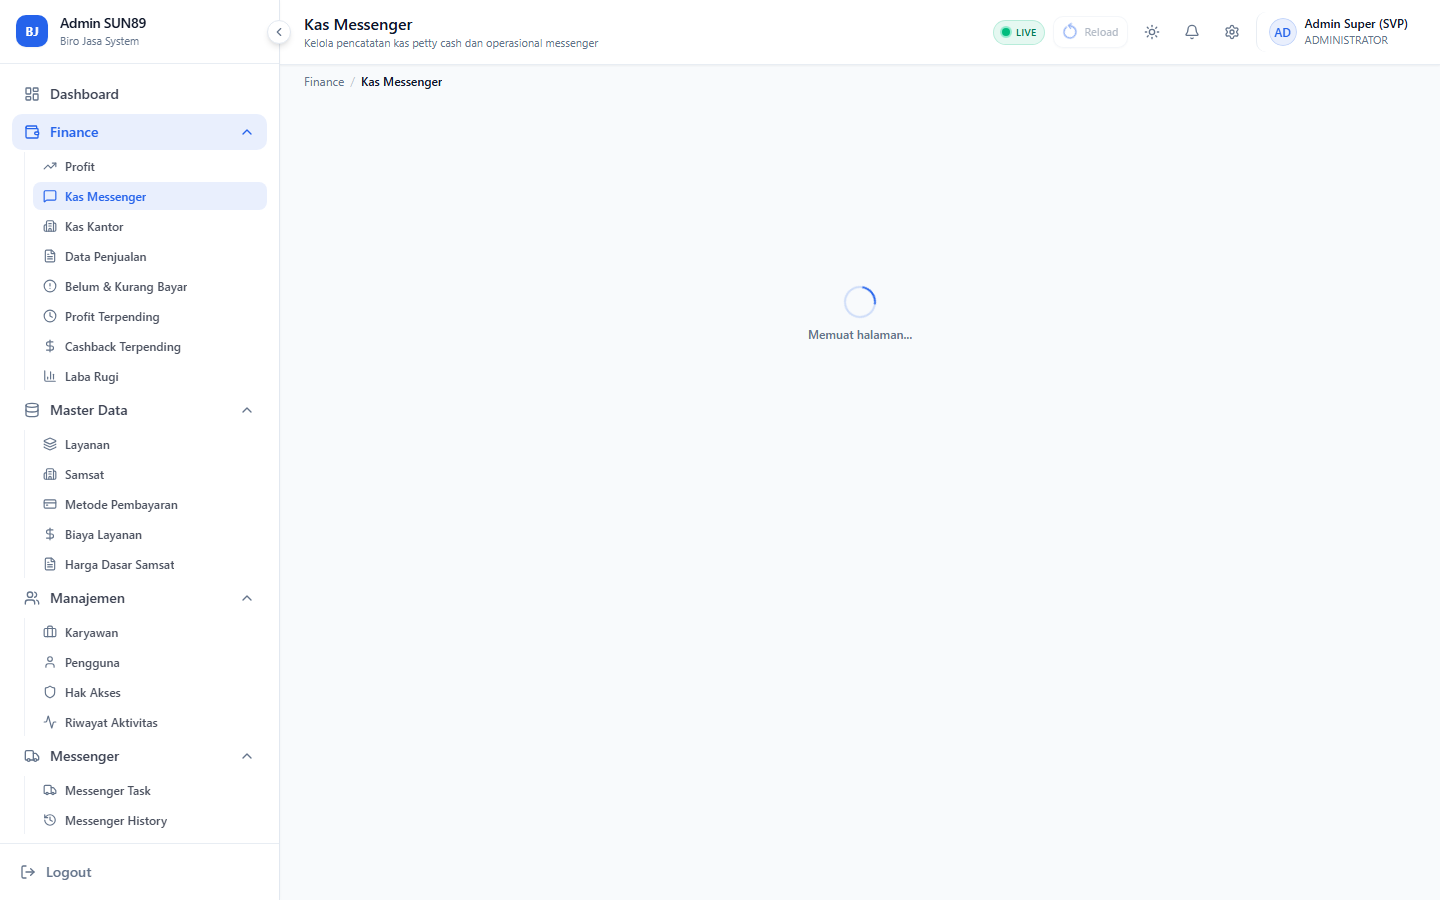 BJ
Admin SUN89
Biro Jasa System
Dashboard
Finance
Profit
Kas Messenger
Kas Kantor
Data Penjualan
Belum & Kurang Bayar
Profit Terpending
Cashback Terpending
Laba Rugi
Master Data
Layanan
Samsat
Metode Pembayaran
Biaya Layanan
Harga Dasar Samsat
Manajemen
Karyawan
Pengguna
Hak Akses
Riwayat Aktivitas
Messenger
Messenger Task
Messenger History
Logout
Kas Messenger
Kelola pencatatan kas petty cash dan operasional messenger
LIVE
Reload
AD
Admin Super (SVP)
ADMINISTRATOR
Finance / Kas Messenger
Memuat halaman...